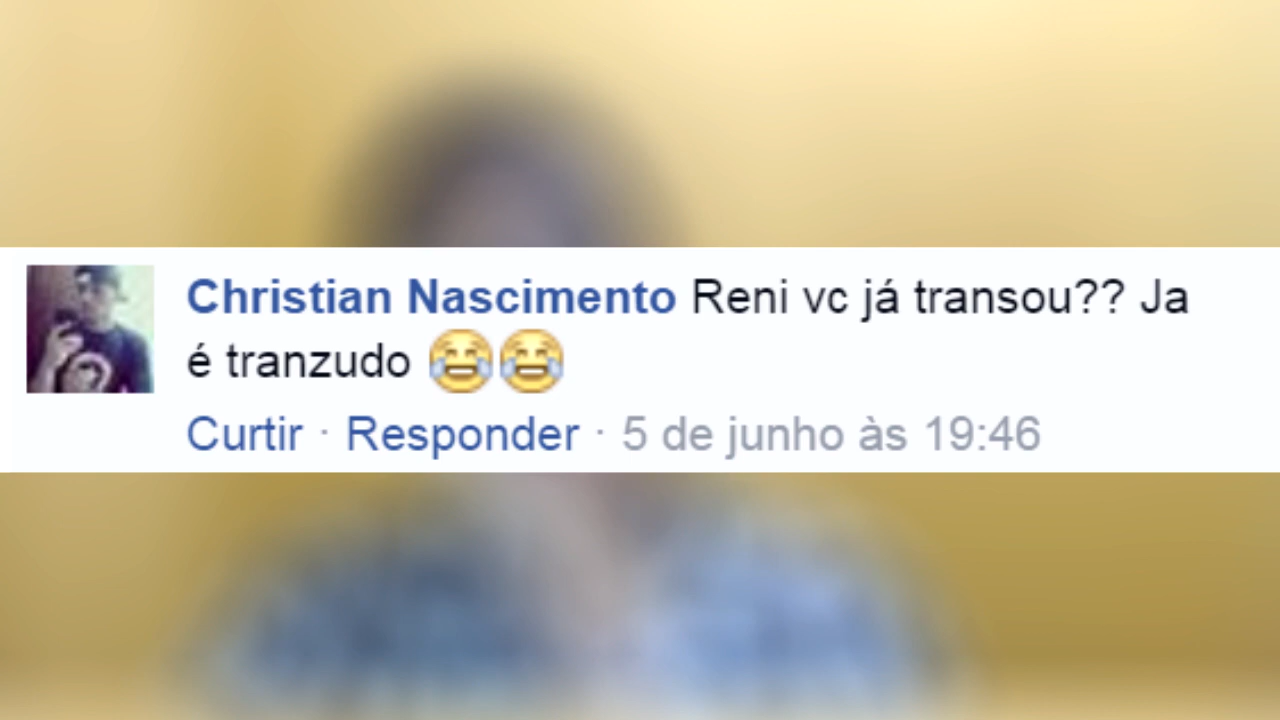 Christian Nascimento Reni vc já transou?? Ja
é tranzudo 😂😂
Curtir · Responder · 5 de junho às 19:46